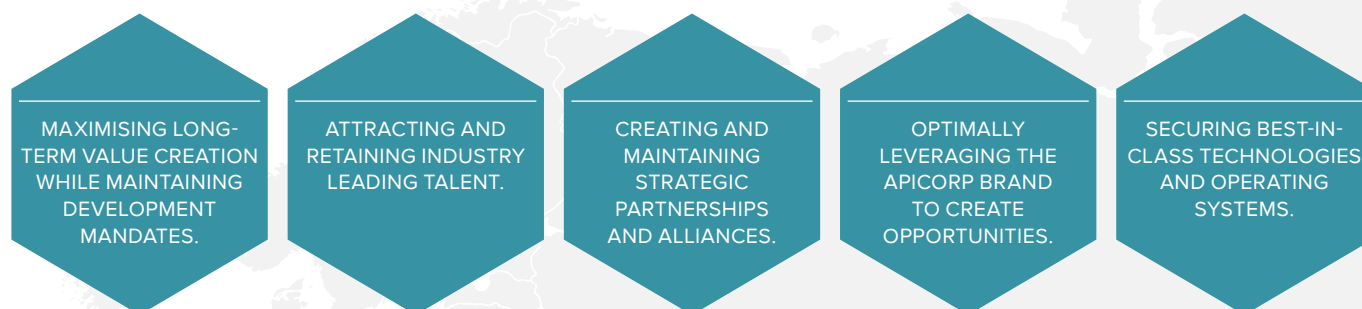 MAXIMISING LONG-
TERM VALUE CREATION
WHILE MAINTAINING
DEVELOPMENT
MANDATES.
ATTRACTING AND
RETAINING INDUSTRY
LEADING TALENT.
CREATING AND
MAINTAINING
STRATEGIC
PARTNERSHIPS
AND ALLIANCES.
OPTIMALLY
LEVERAGING THE
APICORP BRAND
TO CREATE
OPPORTUNITIES.
SECURING BEST-IN-
CLASS TECHNOLOGIES
AND OPERATING
SYSTEMS.